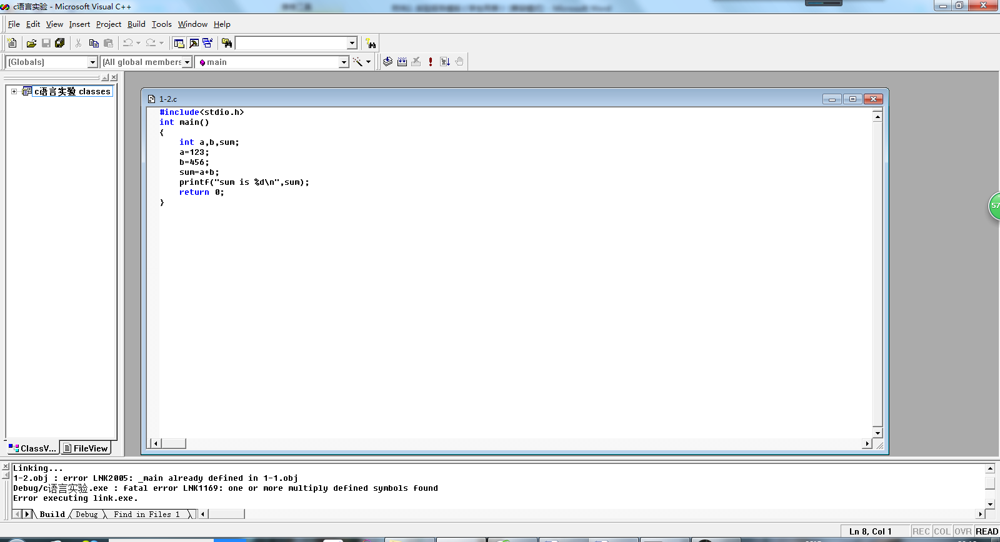 c语言实验 - Microsoft Visual C++
File Edit View Insert Project Build Tools Window Help
(Globals) (All global members main
c语言实验 classes
1-2.c
#include<stdio.h>
int main()
{
int a,b,sum;
a=123;
b=456;
sum=a+b;
printf("sum is %d\n",sum);
return 0;
}
57
ClassV... FileView
Linking...
1-2.obj : error LNK2005: _main already defined in 1-1.obj
Debug/c语言实验.exe : fatal error LNK1169: one or more multiply defined symbols found
Error executing link.exe.
Build Debug Find in Files 1
Ln 8, Col 1 REC COL OVR READ